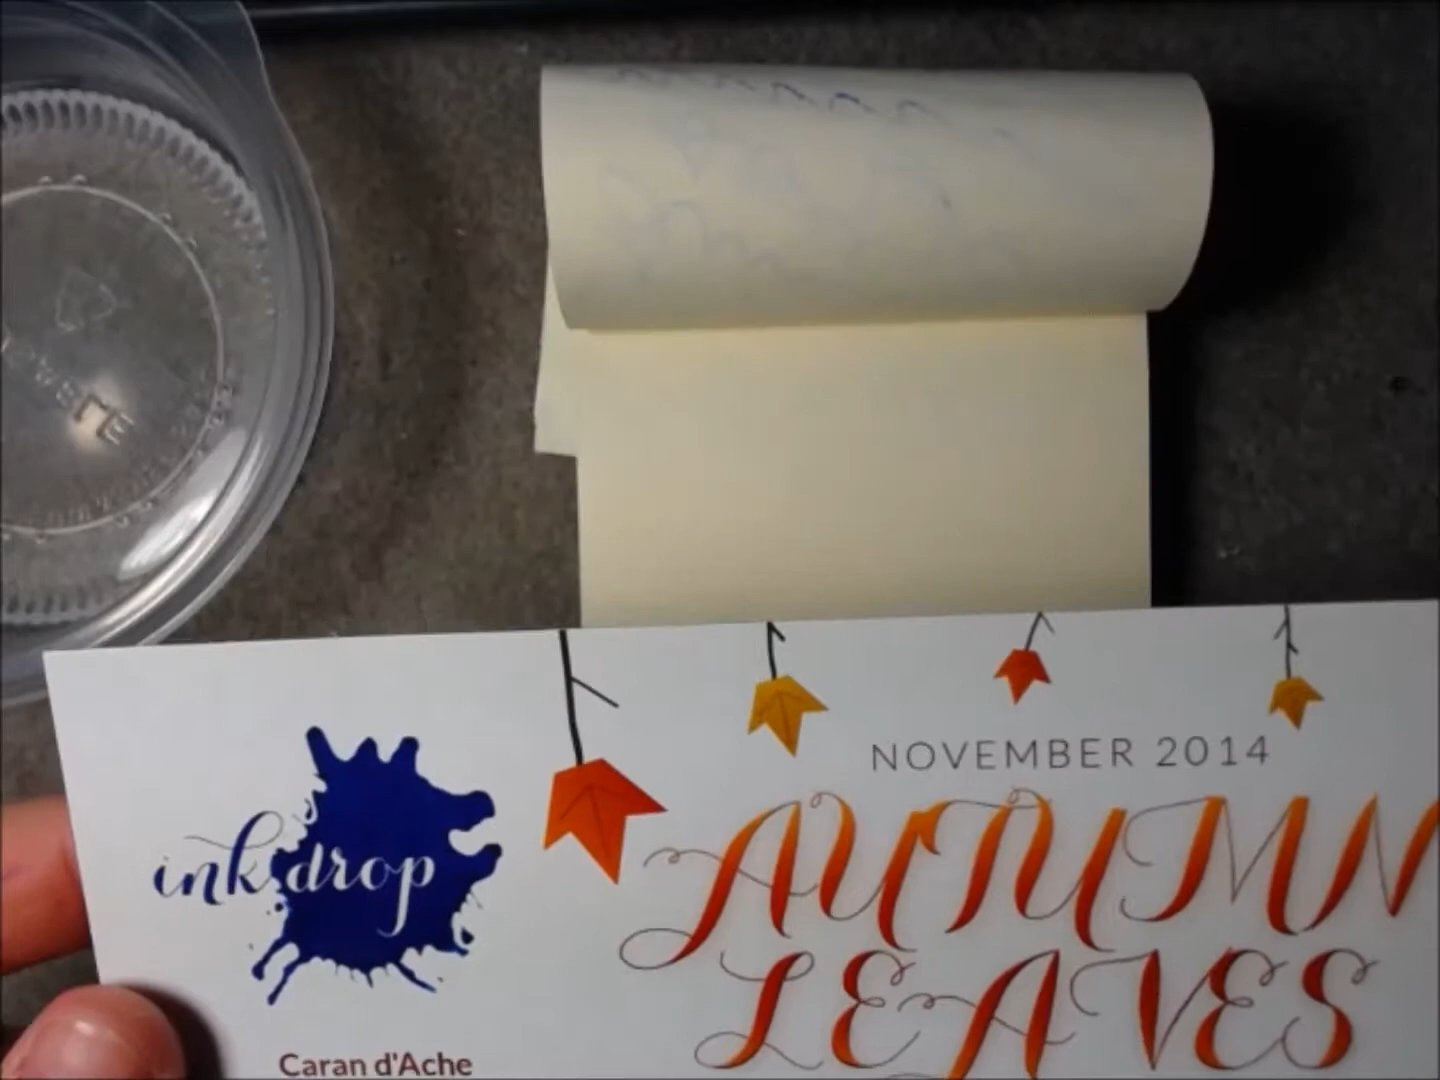 NOVEMBER 2014
ink drop
AUTUMN
LEAVES
Caran d'Ache